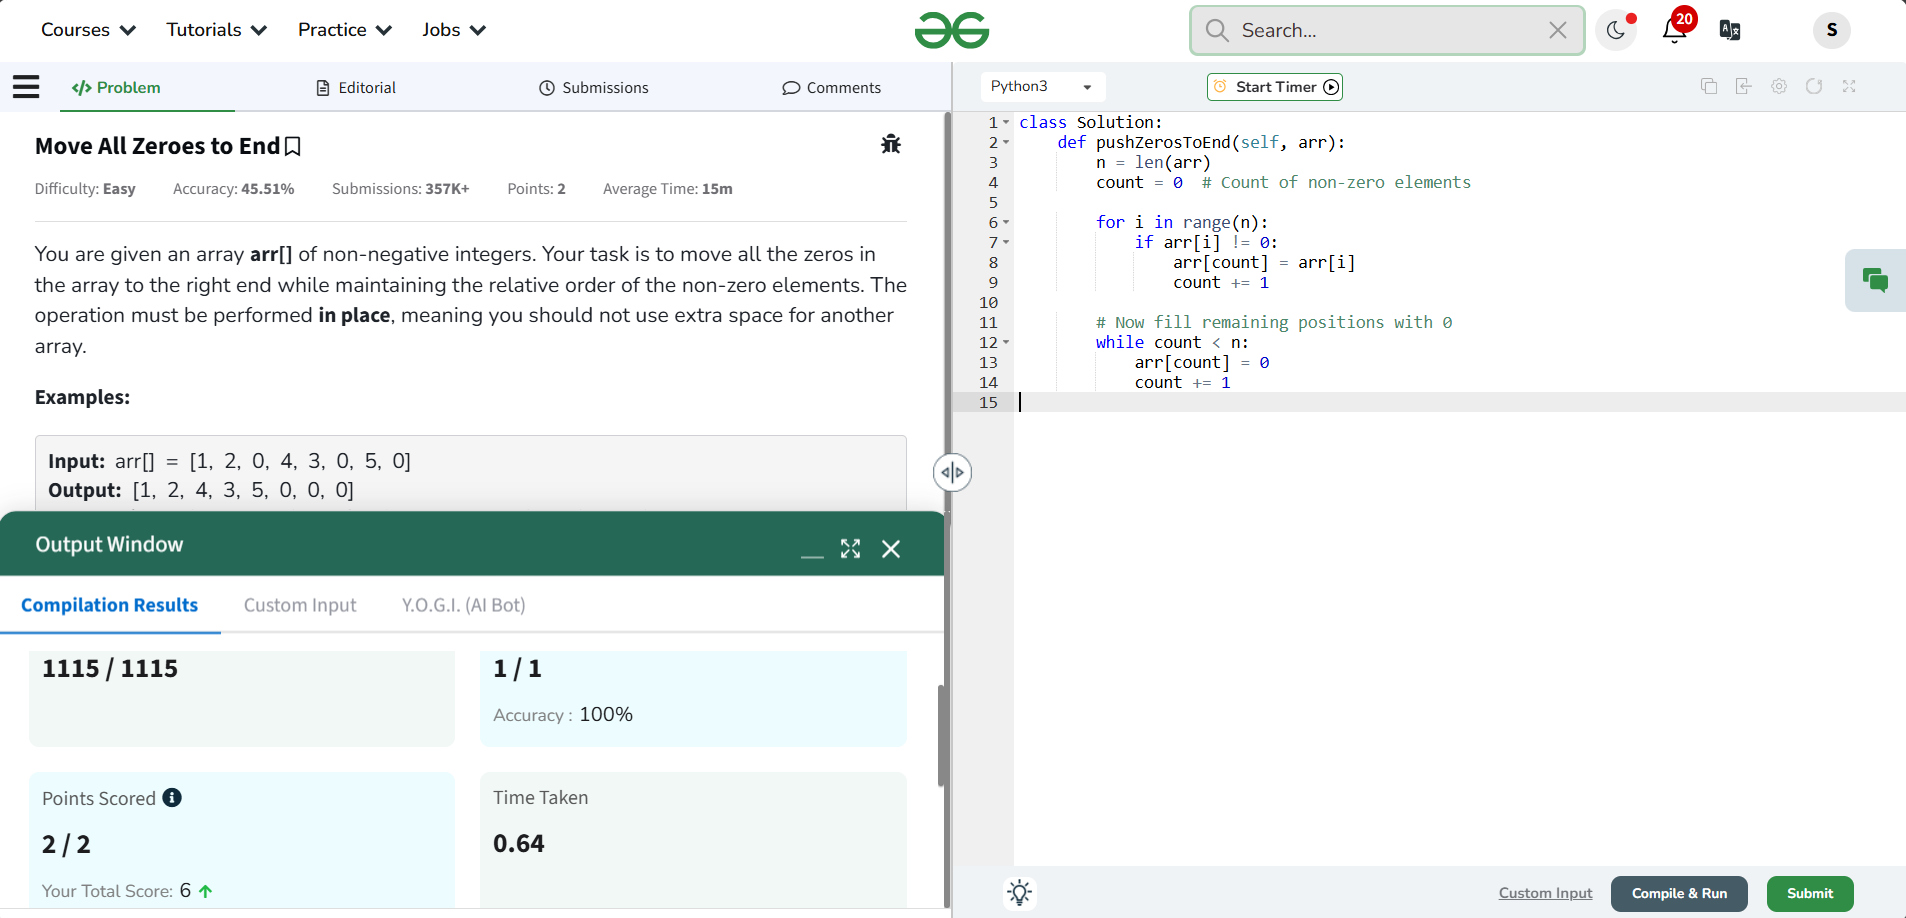 Courses Tutorials Practice Jobs Search... 20 S
Problem Editorial Submissions Comments
Move All Zeroes to End
Difficulty: Easy Accuracy: 45.51% Submissions: 357K+ Points: 2 Average Time: 15m
You are given an array arr[] of non-negative integers. Your task is to move all the zeros in
the array to the right end while maintaining the relative order of the non-zero elements. The
operation must be performed in place, meaning you should not use extra space for another
array.
Examples:
Input: arr[] = [1, 2, 0, 4, 3, 0, 5, 0]
Output: [1, 2, 4, 3, 5, 0, 0, 0]
Output Window
Compilation Results Custom Input Y.O.G.I. (AI Bot)
1115 / 1115
1 / 1
Accuracy : 100%
Points Scored
2 / 2
Your Total Score: 6
Time Taken
0.64
Python3 Start Timer
1 class Solution:
2 def pushZerosToEnd(self, arr):
3 n = len(arr)
4 count = 0 # Count of non-zero elements
5
6 for i in range(n):
7 if arr[i] != 0:
8 arr[count] = arr[i]
9 count += 1
10
11 # Now fill remaining positions with 0
12 while count < n:
13 arr[count] = 0
14 count += 1
15
Custom Input Compile & Run Submit